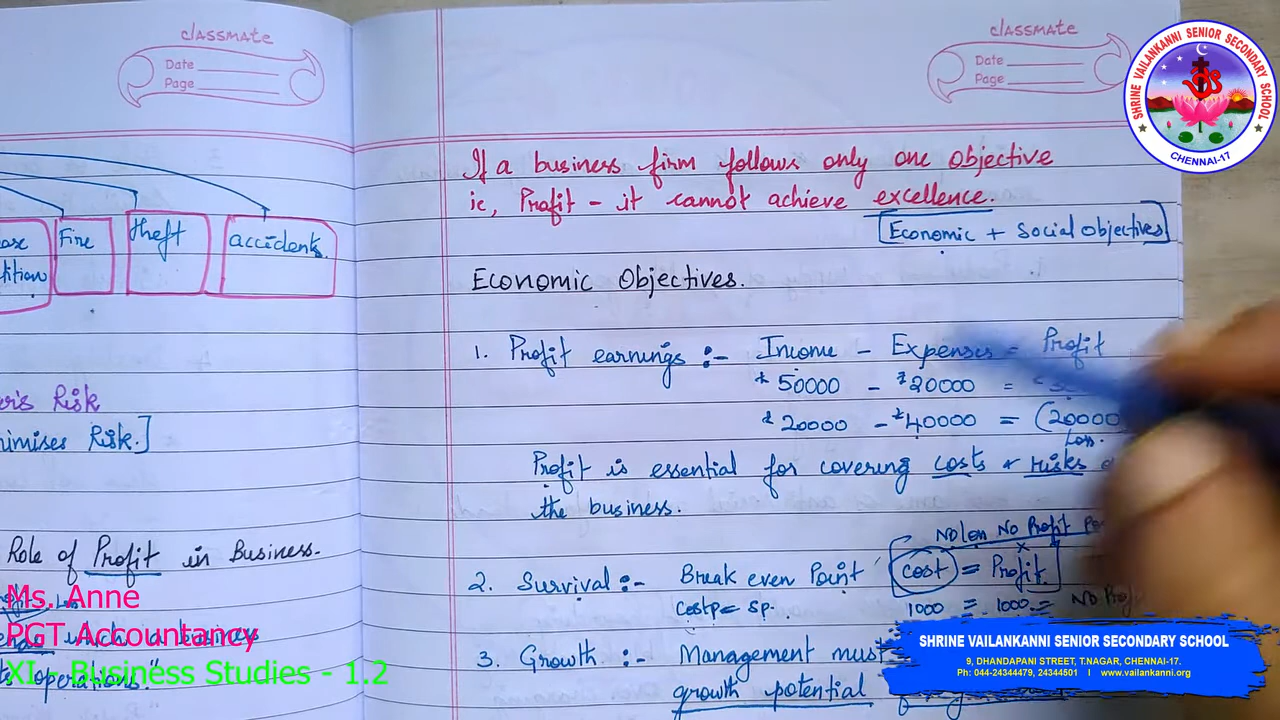 classmate
Date
Page
Fire
theft
accidents.
Risk
Risk.]
Role of Profit in Business.
operations."
classmate
Date
Page
If a business firm follows only one objective
ie, Profit - it cannot achieve excellence.
[Economic + Social objectives]
Economic Objectives.
1. Profit earnings :- Income - Expenses = Profit
₹50000 - ₹20000 =
₹20000 - ₹40000 = (20000
Loss.
Profit is essential for covering costs & risks
the business.
No Profit
2. Survival :- Break even Point cost = Profit.
costp = sp. 1000 = 1000 =
3. Growth :- Management must
growth potential
Ms. Anne
PGT Accountancy
XI - Business Studies - 1.2
SHRINE VAILANKANNI SENIOR SECONDARY SCHOOL
CHENNAI-17
SHRINE VAILANKANNI SENIOR SECONDARY SCHOOL
9, DHANDAPANI STREET, T.NAGAR, CHENNAI-17.
Ph: 044-24344479, 24344501 I www.vailankanni.org